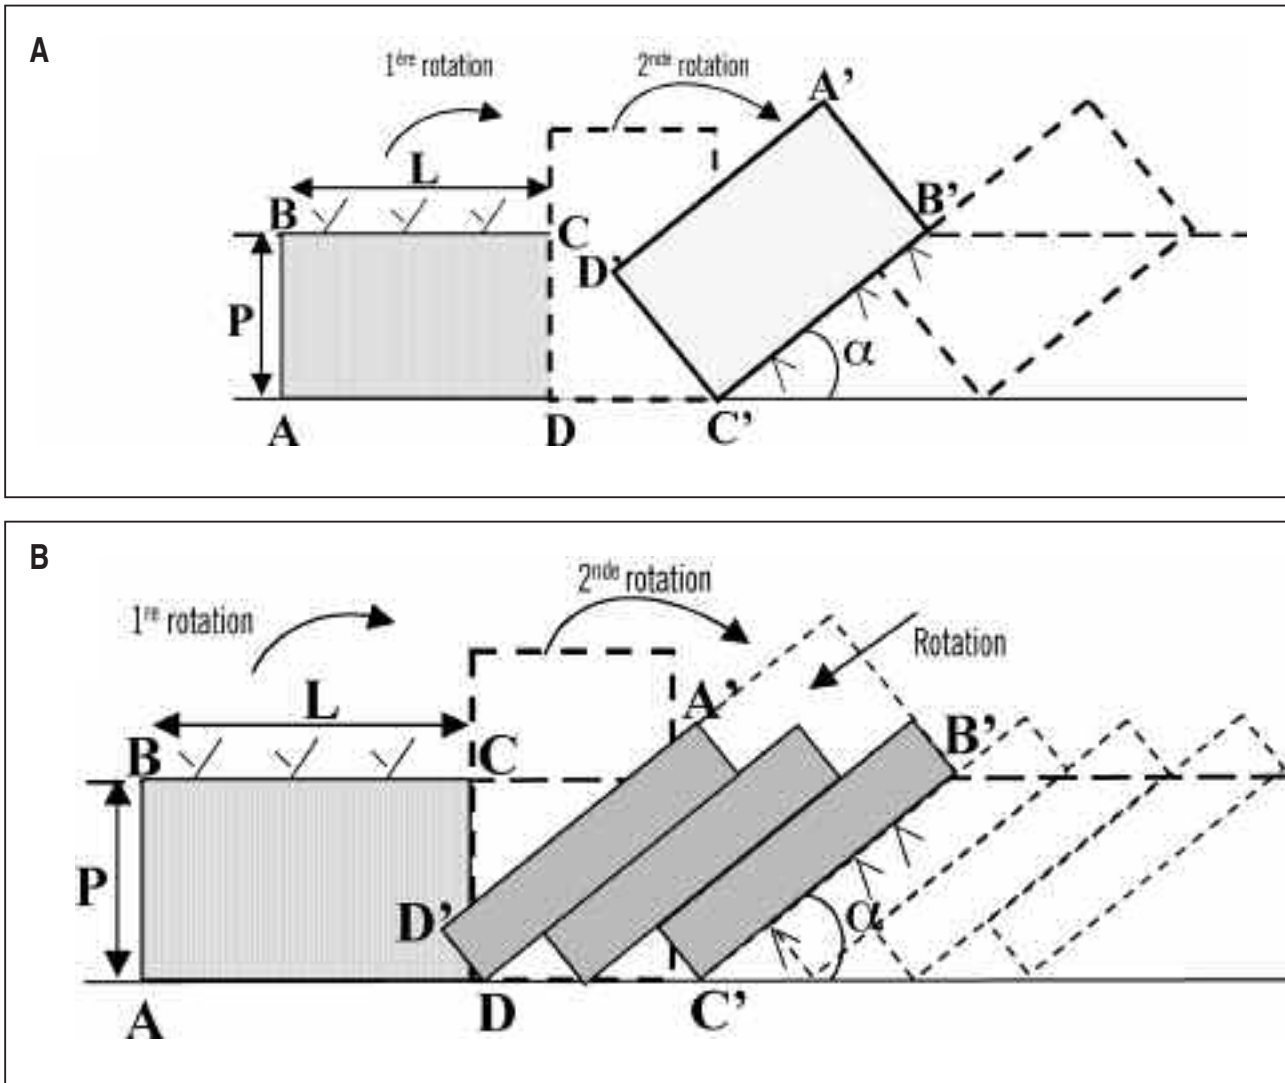 A
1ère rotation
2nde rotation
A'
L
B
C
B'
D'
P
α
A
D
C'
B
1re rotation
2nde rotation
Rotation
L
A'
B
C
B'
P
D'
α
A
D
C'